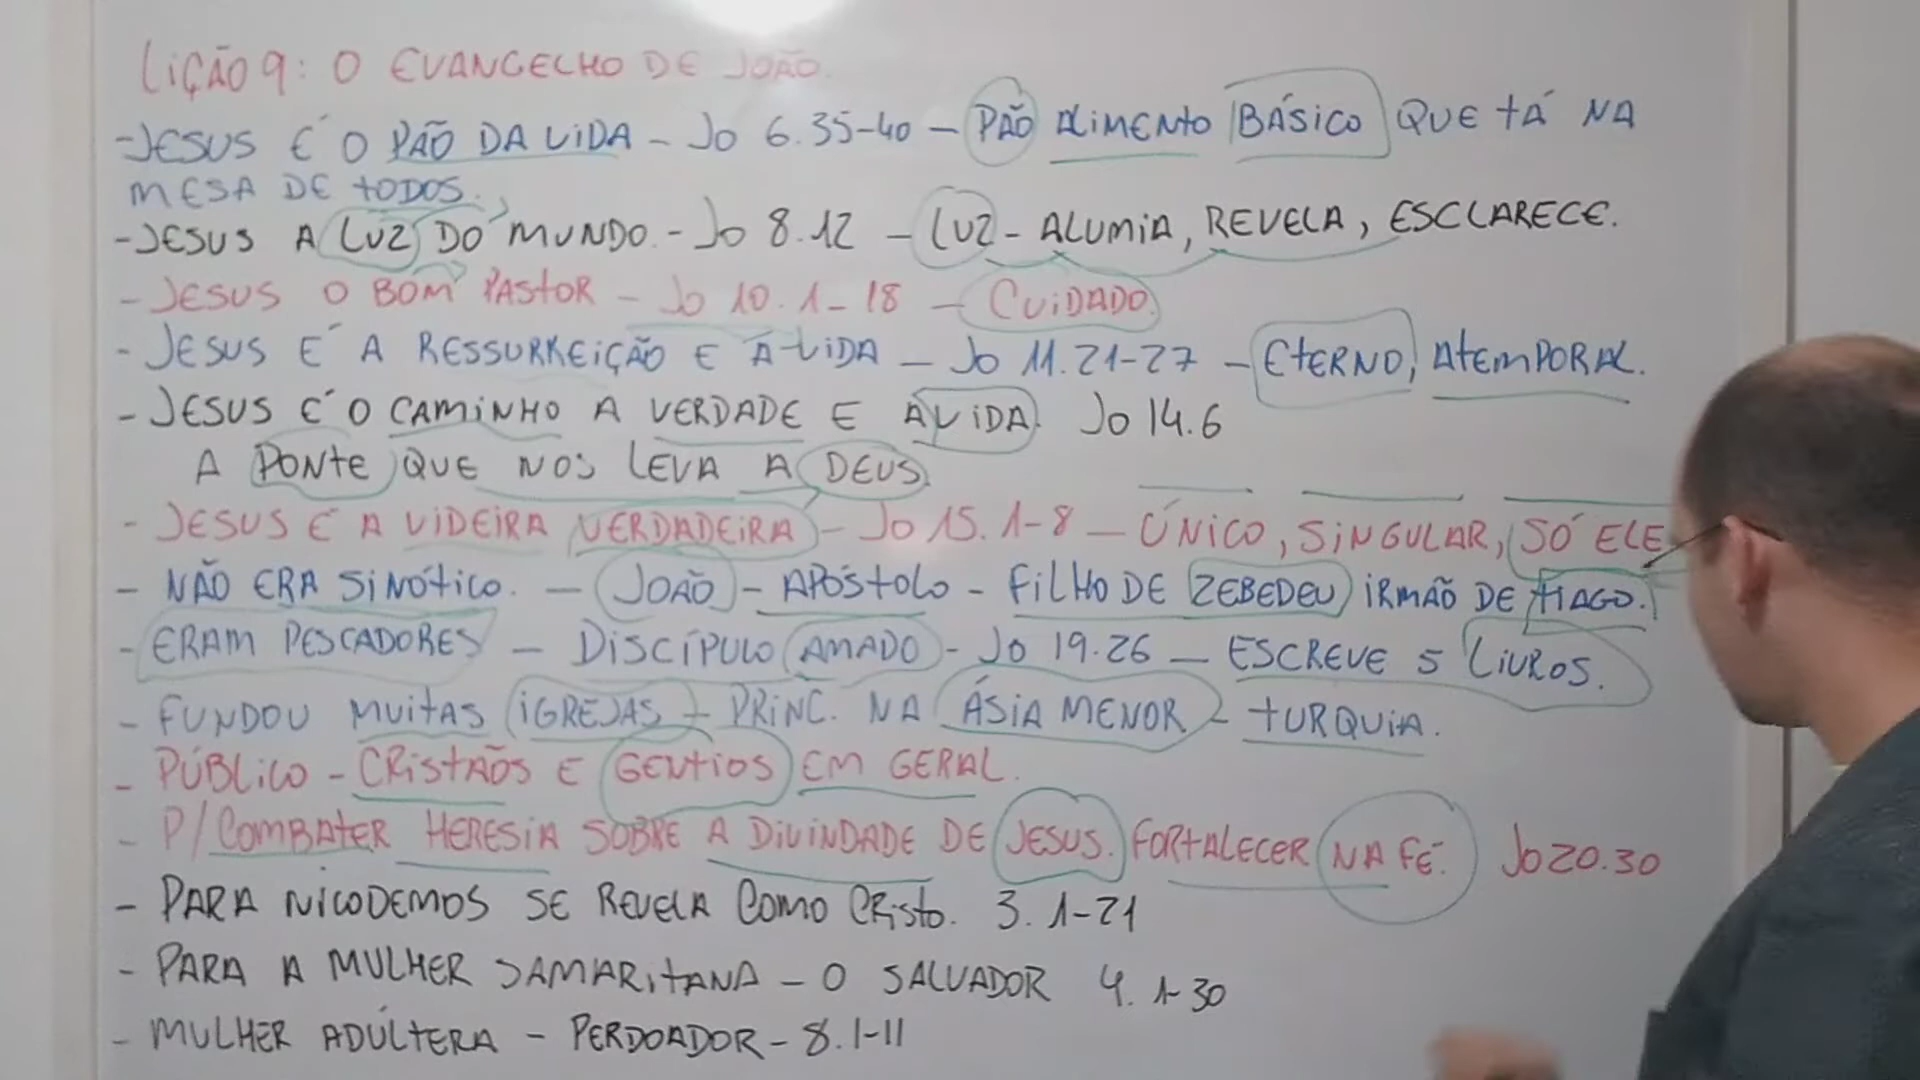 LIÇÃO 9: O EVANGELHO DE JOÃO.
- JESUS É O PÃO DA VIDA - JO 6.35-40 - PÃO ALIMENTO BÁSICO QUE TÁ NA
MESA DE TODOS.
- JESUS A LUZ DO MUNDO. - JO 8.12 - LUZ - ALUMIA, REVELA, ESCLARECE.
- JESUS O BOM PASTOR - JO 10.1-18 - CUIDADO.
- JESUS É A RESSURREIÇÃO E A VIDA - JO 11.21-27 - ETERNO, ATEMPORAL.
- JESUS É O CAMINHO A VERDADE E A VIDA. JO 14.6
A PONTE QUE NOS LEVA A DEUS.
- JESUS É A VIDEIRA VERDADEIRA - JO 15.1-8 - ÚNICO, SINGULAR, SÓ ELE
- NÃO ERA SINÓTICO. - JOÃO - APÓSTOLO - FILHO DE ZEBEDEU IRMÃO DE TIAGO.
- ERAM PESCADORES - DISCÍPULO AMADO - JO 19.26 - ESCREVE 5 LIVROS.
- FUNDOU MUITAS IGREJAS - PRINC. NA ÁSIA MENOR - TURQUIA.
- PÚBLICO - CRISTÃOS E GENTIOS EM GERAL.
- P/ COMBATER HERESIA SOBRE A DIVINDADE DE JESUS. FORTALECER NA FÉ. JO 20.30
- PARA NICODEMOS SE REVELA COMO CRISTO. 3.1-21
- PARA A MULHER SAMARITANA - O SALVADOR 4.1-30
- MULHER ADÚLTERA - PERDOADOR - 8.1-11